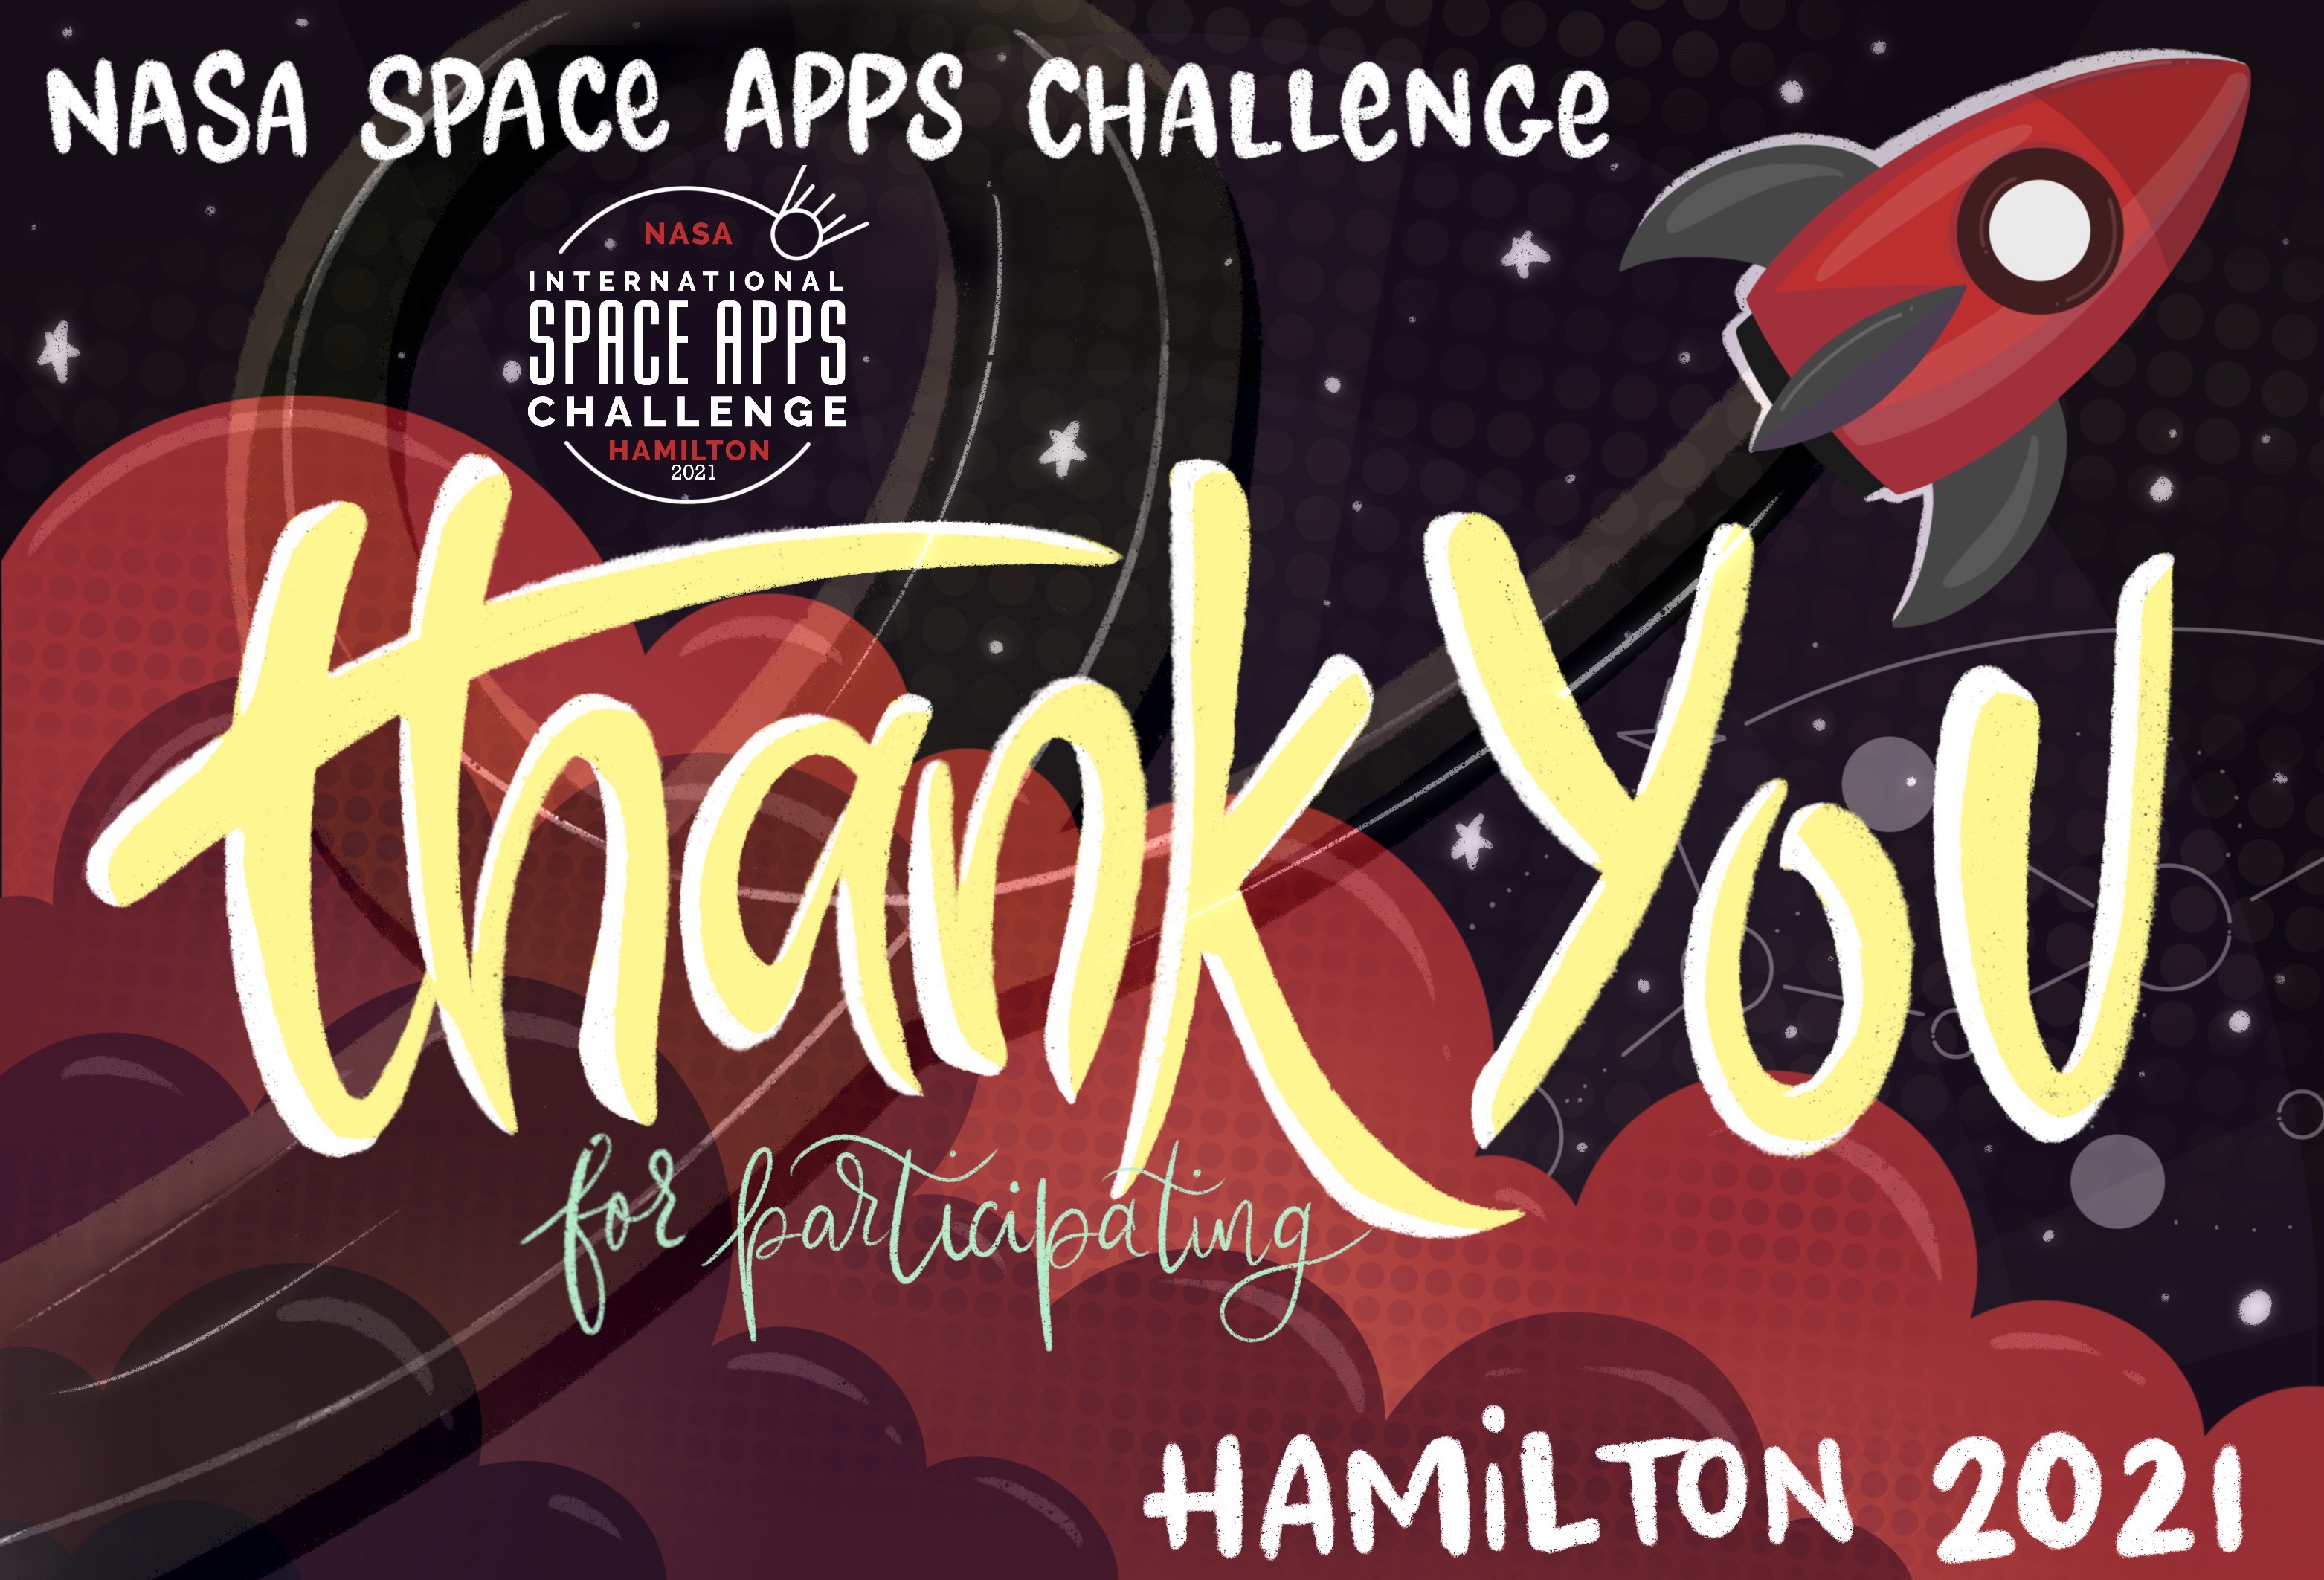 NASA SPACe APPS CHALLeNGe
NASA
INTERNATIONAL
SPACE APPS
CHALLENGE
HAMILTON
2021
thank You
for participating
HAMiLTON 2021